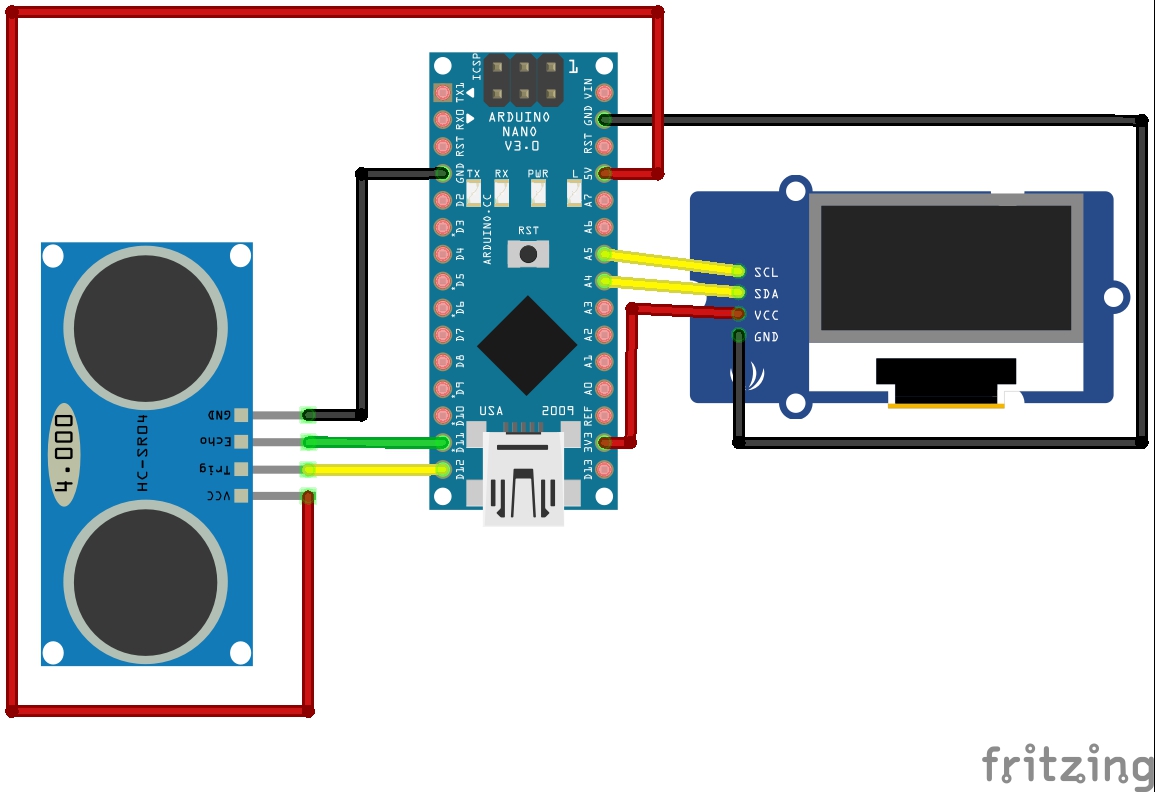 ICSP
1
TX1
RX0
RST
GND
D2
D3
D4
D5
D6
D7
D8
D9
D10
D11
D12
ARDUINO
NANO
V3.0
TX
RX
PWR
L
ARDUINO.CC
RST
USA
2009
VIN
GND
RST
5V
A7
A6
A5
A4
A3
A2
A1
A0
REF
3V3
D13
SCL
SDA
VCC
GND
4.000
HC-SR04
GND
Echo
Trig
VCC
fritzing